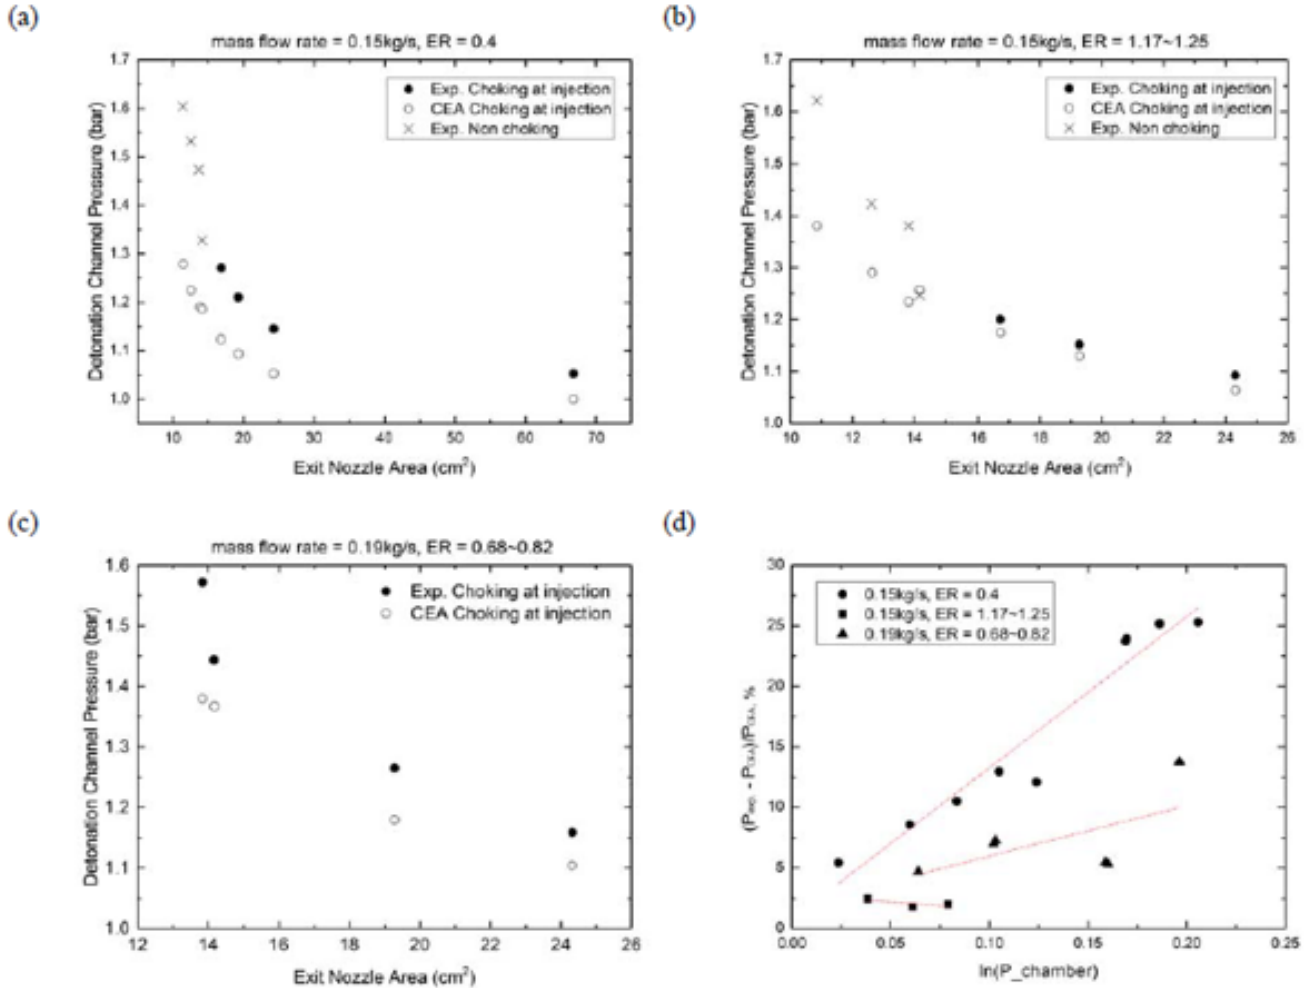 (a)
mass flow rate = 0.15kg/s, ER = 0.4
Exp. Choking at injection
CEA Choking at injection
Exp. Non choking
Detonation Channel Pressure (bar)
1.7
1.6
1.5
1.4
1.3
1.2
1.1
1.0
10 20 30 40 50 60 70
Exit Nozzle Area (cm²)
(b)
mass flow rate = 0.15kg/s, ER = 1.17~1.25
Exp. Choking at injection
CEA Choking at injection
Exp. Non choking
Detonation Channel Pressure (bar)
1.7
1.6
1.5
1.4
1.3
1.2
1.1
1.0
10 12 14 16 18 20 22 24 26
Exit Nozzle Area (cm²)
(c)
mass flow rate = 0.19kg/s, ER = 0.68~0.82
Exp. Choking at injection
CEA Choking at injection
Detonation Channel Pressure (bar)
1.6
1.5
1.4
1.3
1.2
1.1
1.0
12 14 16 18 20 22 24 26
Exit Nozzle Area (cm²)
(d)
0.15kg/s, ER = 0.4
0.15kg/s, ER = 1.17~1.25
0.19kg/s, ER = 0.68~0.82
(Pexp. - PCEA)/PCEA, %
30
25
20
15
10
5
0
0.00 0.05 0.10 0.15 0.20 0.25
ln(P_chamber)